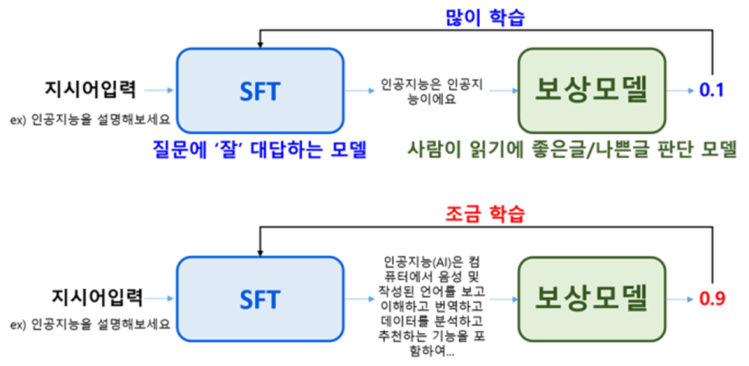 많이 학습
지시어입력
ex) 인공지능을 설명해보세요
SFT
인공지능은 인공지
능이에요
보상모델
0.1
질문에 '잘' 대답하는 모델
사람이 읽기에 좋은글/나쁜글 판단 모델
조금 학습
지시어입력
ex) 인공지능을 설명해보세요
SFT
인공지능(AI)은 컴
퓨터에서 음성 및
작성된 언어를 보고
이해하고 번역하고
데이터를 분석하고
추천하는 기능을 포
함하여...
보상모델
0.9